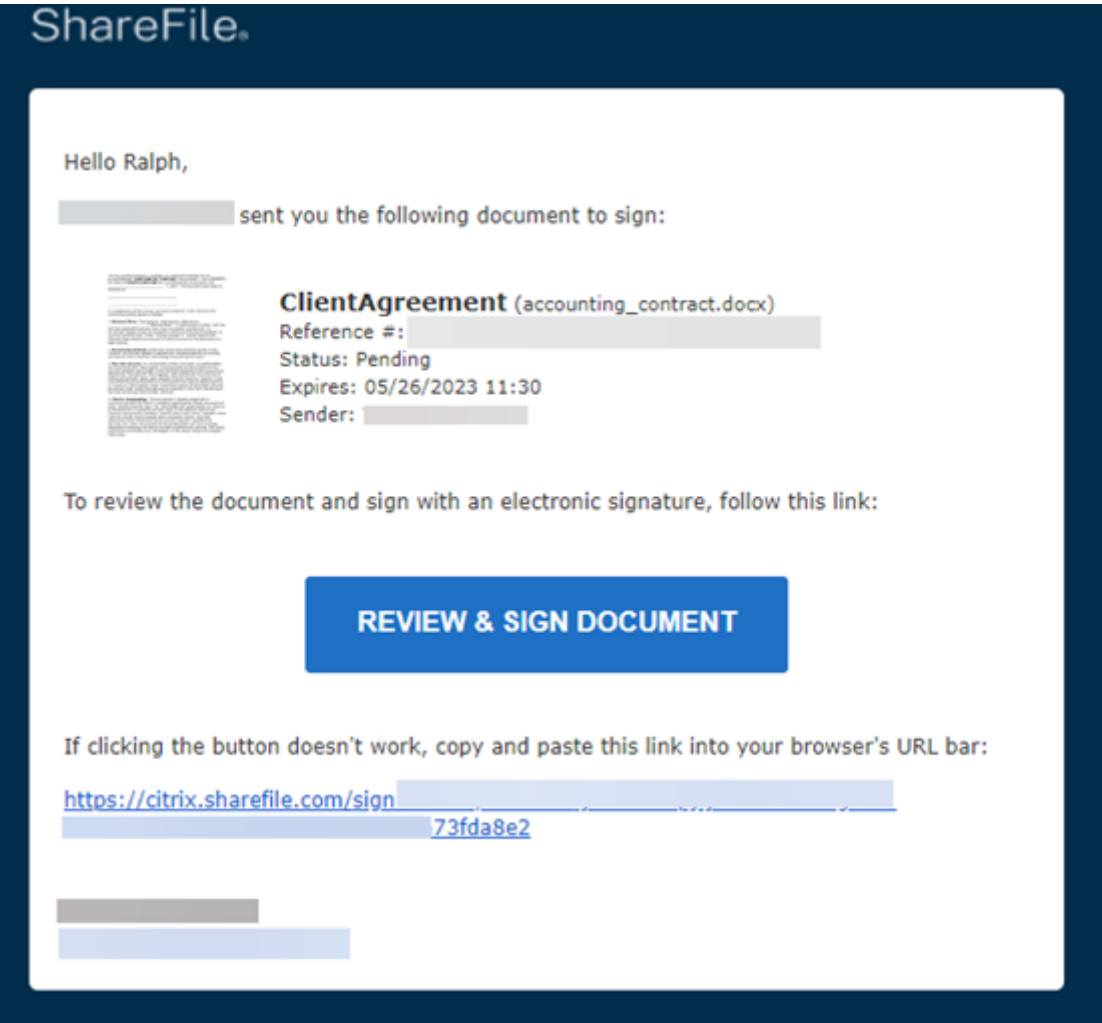 ShareFile®
Hello Ralph,
sent you the following document to sign:
ClientAgreement (accounting_contract.docx)
Reference #:
Status: Pending
Expires: 05/26/2023 11:30
Sender:
To review the document and sign with an electronic signature, follow this link:
REVIEW & SIGN DOCUMENT
If clicking the button doesn't work, copy and paste this link into your browser's URL bar:
https://citrix.sharefile.com/sign
73fda8e2